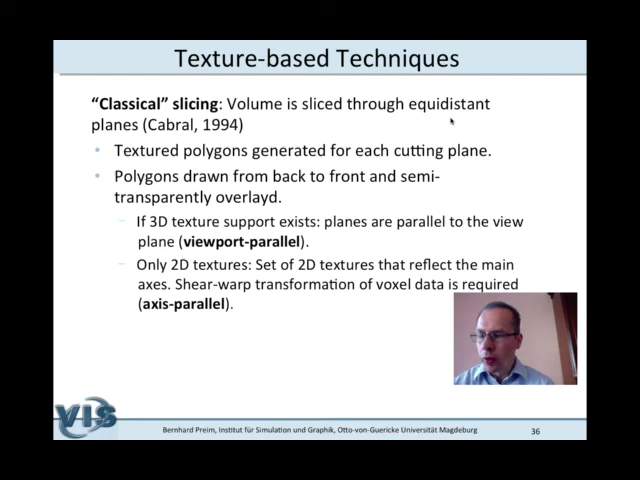 Texture-based Techniques
“Classical” slicing: Volume is sliced through equidistant
planes (Cabral, 1994)
• Textured polygons generated for each cutting plane.
• Polygons drawn from back to front and semi-
transparently overlayd.
– If 3D texture support exists: planes are parallel to the view
plane (viewport-parallel).
– Only 2D textures: Set of 2D textures that reflect the main
axes. Shear-warp transformation of voxel data is required
(axis-parallel).
VIS
Bernhard Preim, Institut für Simulation und Graphik, Otto-von-Guericke Universität Magdeburg
36